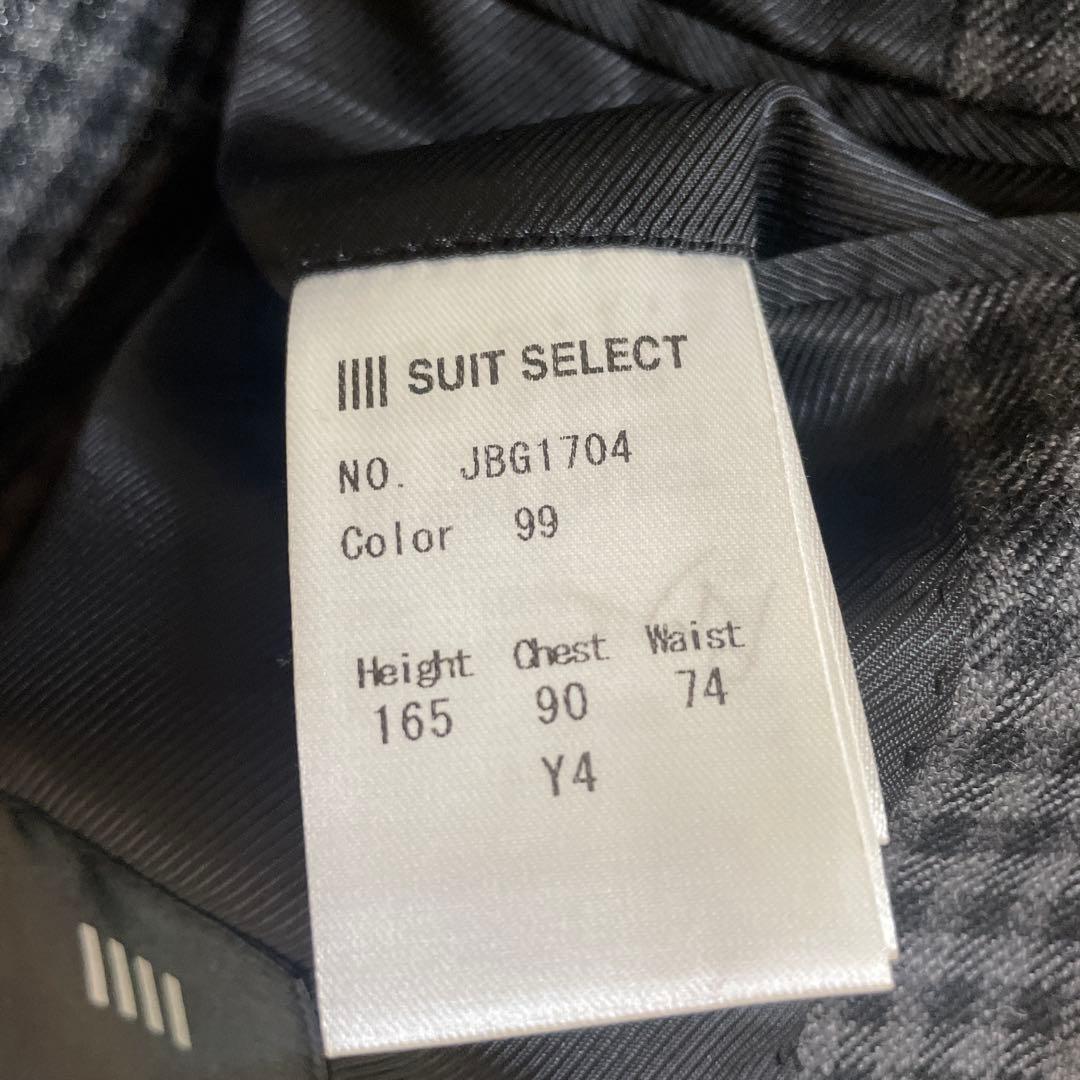 SUIT SELECT
NO. JBG1704
Color 99
Height Chest Waist
165 90 74
Y4